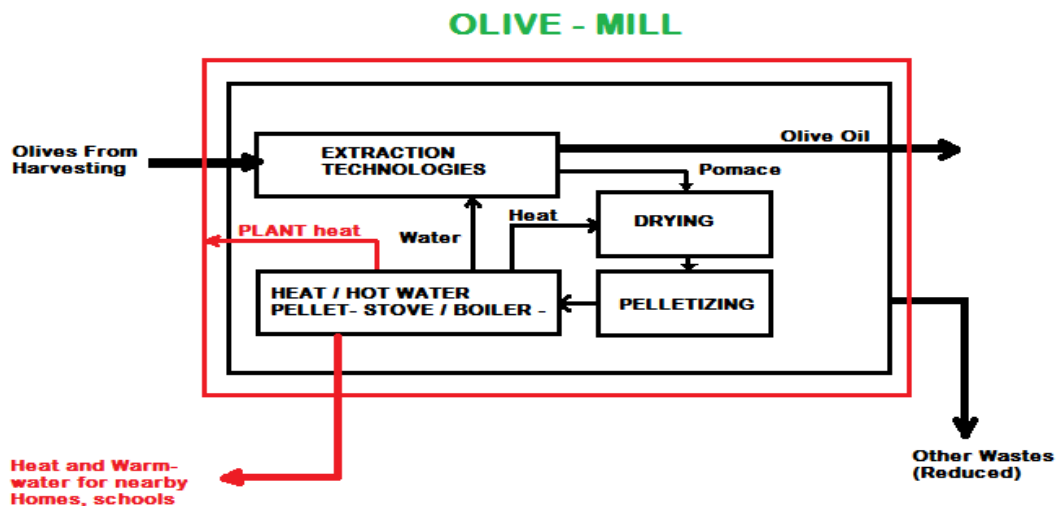 OLIVE - MILL
Olives From
Harvesting
EXTRACTION
TECHNOLOGIES
Olive Oil
Pomace
Heat
DRYING
PLANT heat
Water
HEAT / HOT WATER
PELLET- STOVE / BOILER -
PELLETIZING
Heat and Warm-
water for nearby
Homes, schools
Other Wastes
(Reduced)